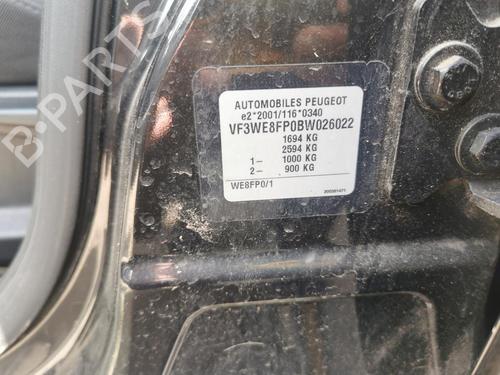 B-PARTS
AUTOMOBILES PEUGEOT
e2*2001/116*0340
VF3WE8FP0BW026022
1694 KG
2594 KG
1- 1000 KG
2- 900 KG
WE8FP0/1